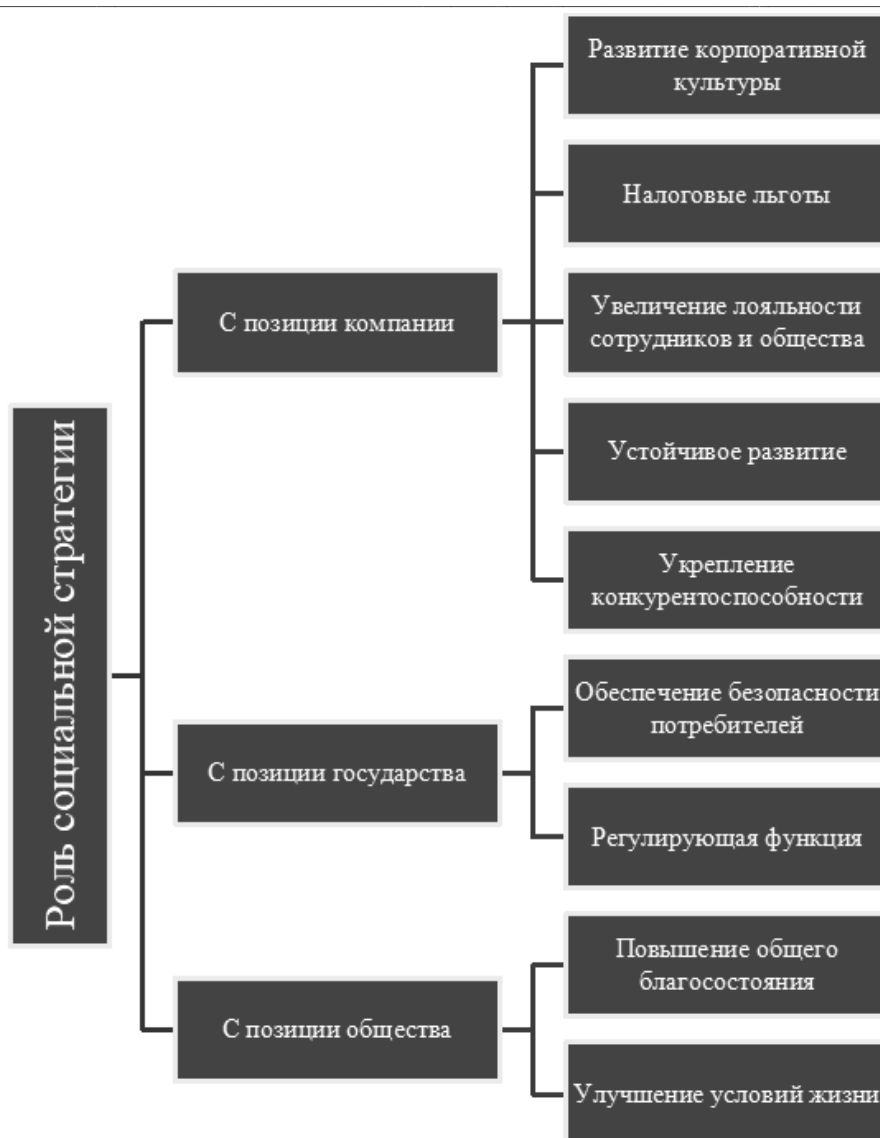 Роль социальной стратегии
С позиции компании
Развитие корпоративной
культуры
Налоговые льготы
Увеличение лояльности
сотрудников и общества
Устойчивое развитие
Укрепление
конкурентоспособности
С позиции государства
Обеспечение безопасности
потребителей
Регулирующая функция
С позиции общества
Повышение общего
благосостояния
Улучшение условий жизни